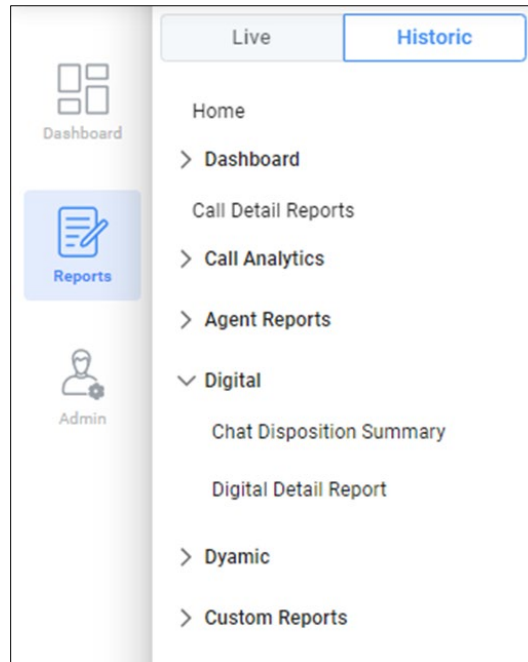 Live
Historic
Dashboard
Reports
Admin
Home
Dashboard
Call Detail Reports
Call Analytics
Agent Reports
Digital
Chat Disposition Summary
Digital Detail Report
Dyamic
Custom Reports